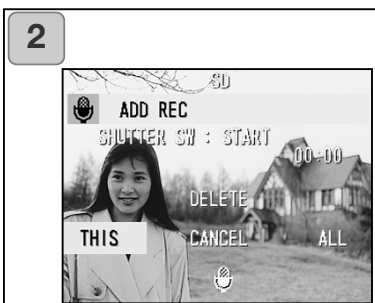 2
SD
ADD REC
SHUTTER SW : START
00:00
DELETE
THIS CANCEL ALL